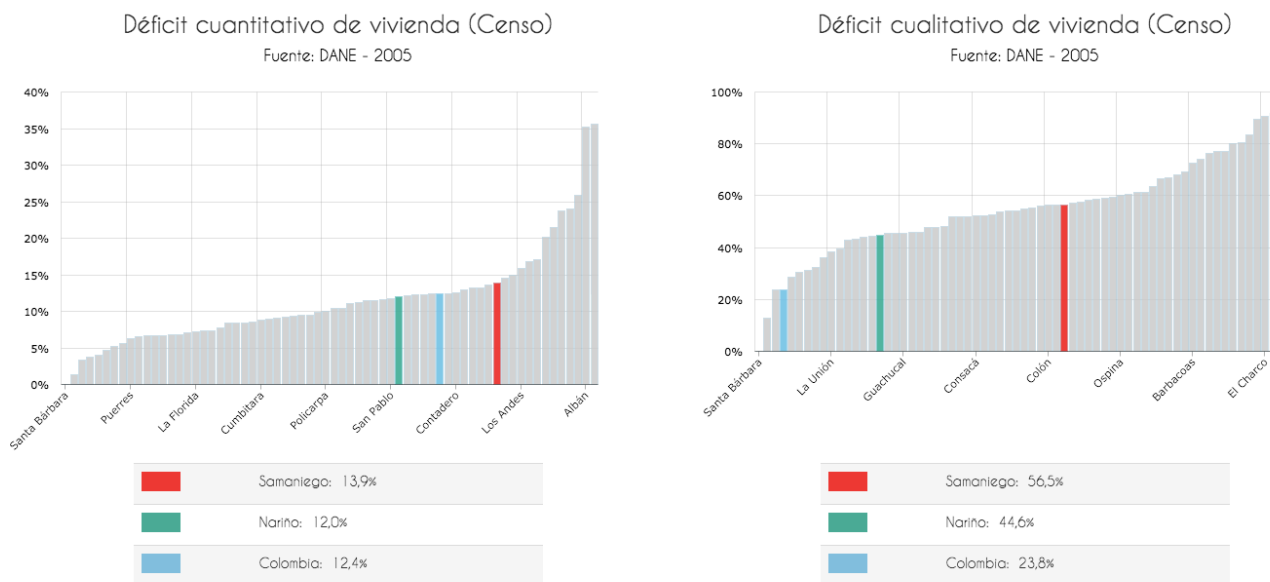 Déficit cuantitativo de vivienda (Censo)
Fuente: DANE - 2005
40%
35%
30%
25%
20%
15%
10%
5%
0%
Santa Bárbara
Puerres
La Florida
Cumbitara
Policarpa
San Pablo
Contadero
Los Andes
Albán
Samaniego: 13,9%
Nariño: 12,0%
Colombia: 12,4%
Déficit cualitativo de vivienda (Censo)
Fuente: DANE - 2005
100%
80%
60%
40%
20%
0%
Santa Bárbara
La Unión
Guachucal
Consacá
Colón
Ospina
Barbacoas
El Charco
Samaniego: 56,5%
Nariño: 44,6%
Colombia: 23,8%